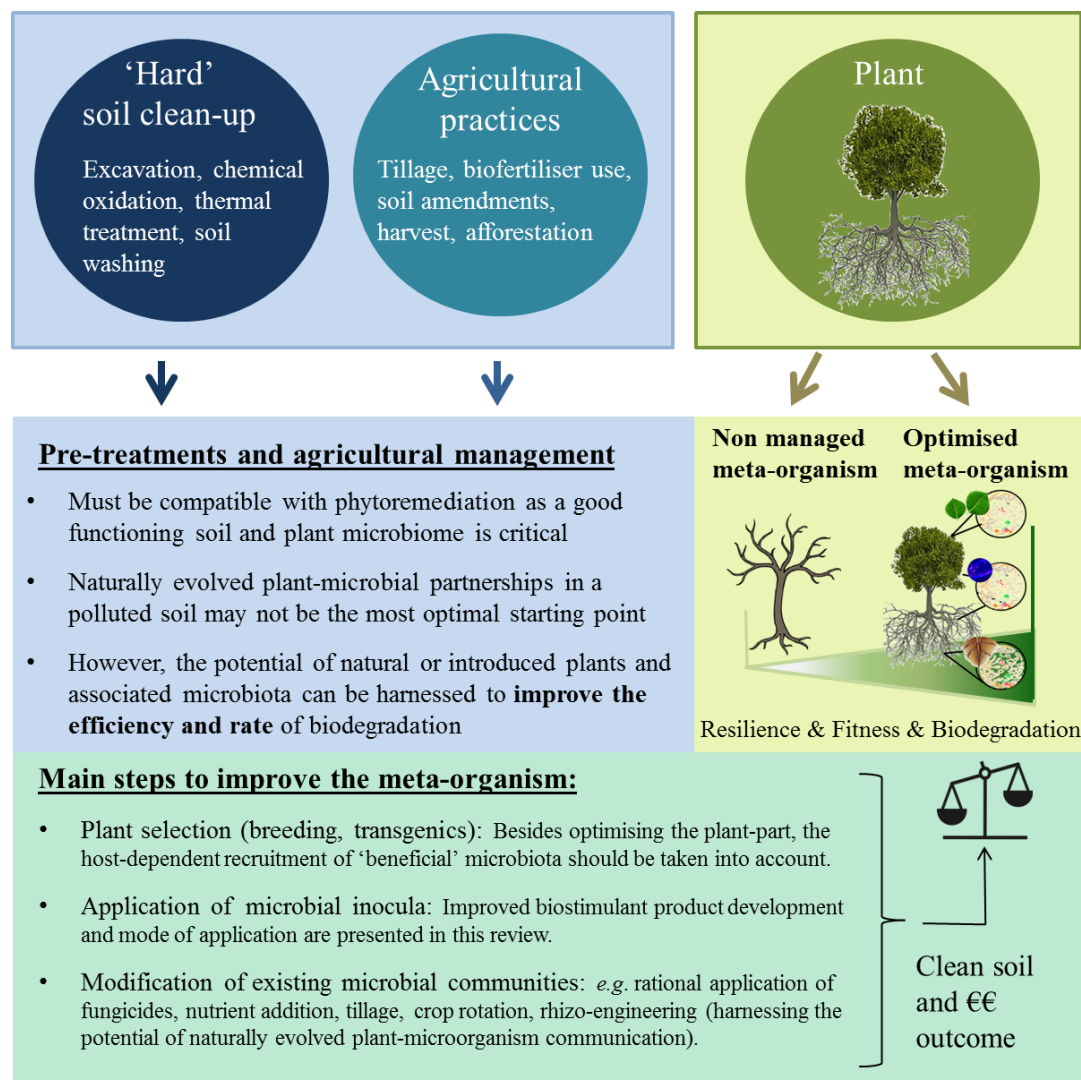 ‘Hard’
soil clean-up
Excavation, chemical
oxidation, thermal
treatment, soil
washing
Agricultural
practices
Tillage, biofertiliser use,
soil amendments,
harvest, afforestation
Plant
Pre-treatments and agricultural management
• Must be compatible with phytoremediation as a good
functioning soil and plant microbiome is critical
• Naturally evolved plant-microbial partnerships in a
polluted soil may not be the most optimal starting point
• However, the potential of natural or introduced plants and
associated microbiota can be harnessed to improve the
efficiency and rate of biodegradation
Non managed
meta-organism
Optimised
meta-organism
Resilience & Fitness & Biodegradation
Main steps to improve the meta-organism:
• Plant selection (breeding, transgenics): Besides optimising the plant-part, the
host-dependent recruitment of ‘beneficial’ microbiota should be taken into account.
• Application of microbial inocula: Improved biostimulant product development
and mode of application are presented in this review.
• Modification of existing microbial communities: e.g. rational application of
fungicides, nutrient addition, tillage, crop rotation, rhizo-engineering (harnessing the
potential of naturally evolved plant-microorganism communication).
Clean soil
and €€
outcome